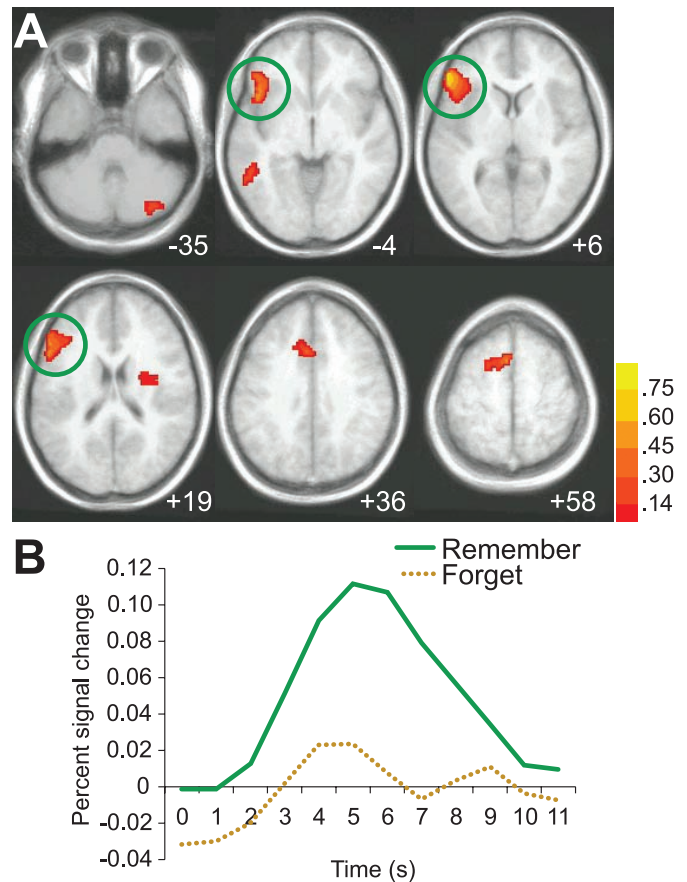 A
-35
-4
+6
+19
+36
+58
.75
.60
.45
.30
.14
B
Remember
Forget
Percent signal change
0.12
0.10
0.08
0.06
0.04
0.02
0
-0.02
-0.04
0 1 2 3 4 5 6 7 8 9 10 11
Time (s)